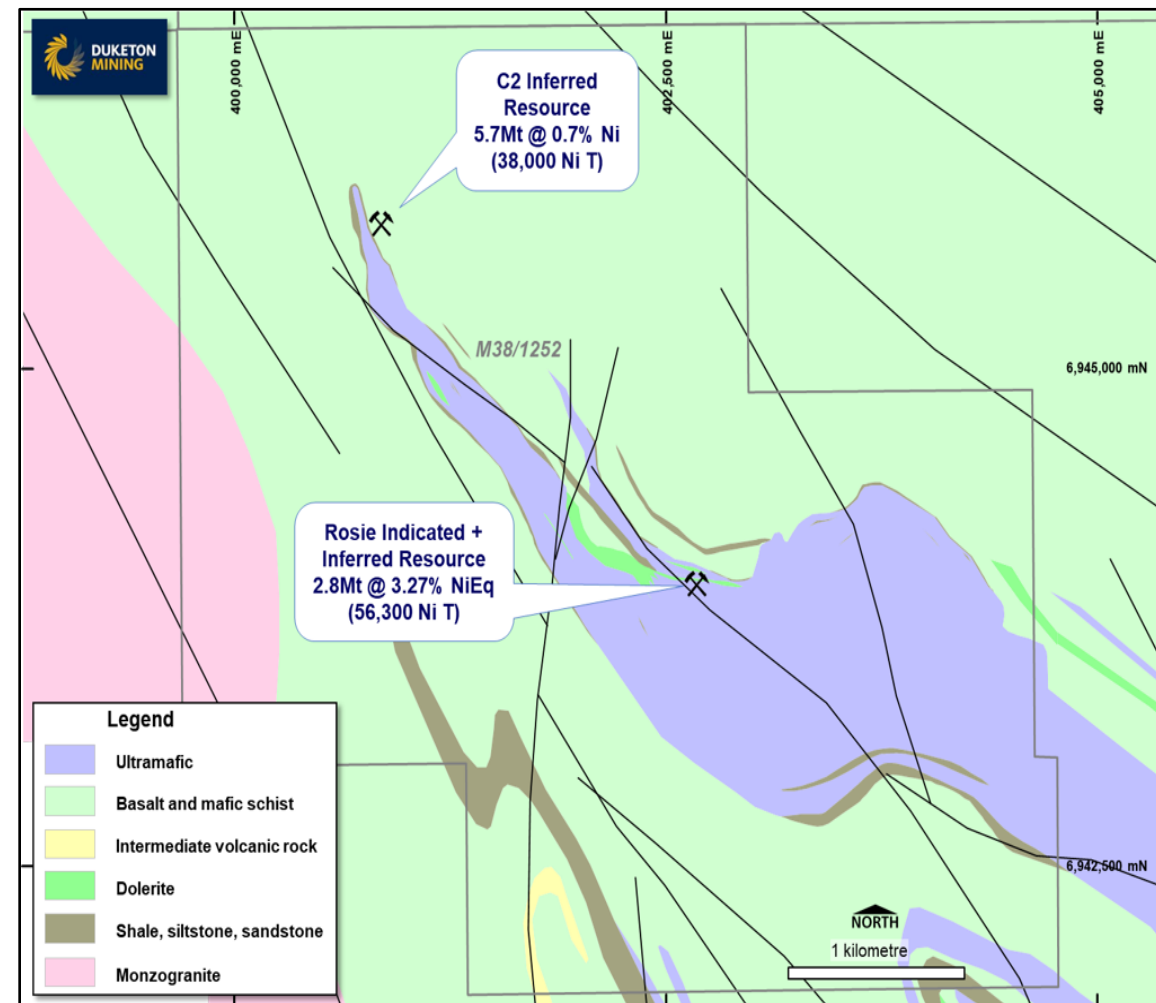 DUKETON
MINING
400,000 mE
402,500 mE
405,000 mE
C2 Inferred
Resource
5.7Mt @ 0.7% Ni
(38,000 Ni T)
M38/1252
6,945,000 mN
Rosie Indicated +
Inferred Resource
2.8Mt @ 3.27% NiEq
(56,300 Ni T)
6,942,500 mN
Legend
Ultramafic
Basalt and mafic schist
Intermediate volcanic rock
Dolerite
Shale, siltstone, sandstone
Monzogranite
NORTH
1 kilometre